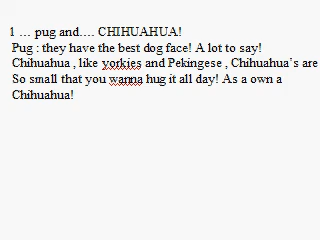 1 ... pug and.... CHIHUAHUA!
Pug : they have the best dog face! A lot to say!
Chihuahua , like yorkies and Pekingese , Chihuahua's are
So small that you wanna hug it all day! As a own a
Chihuahua!